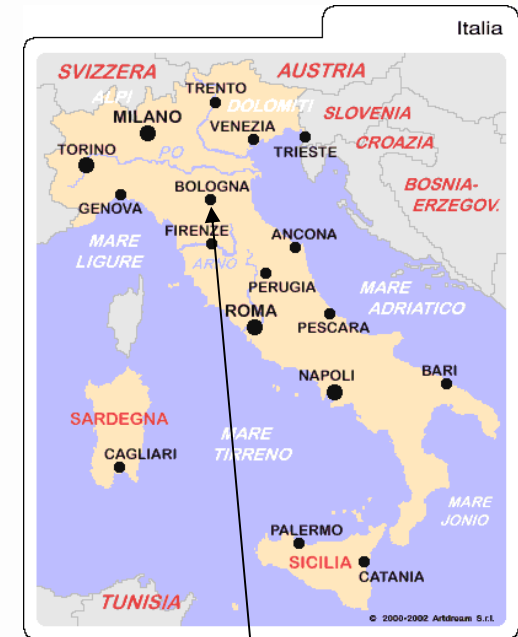 Italia
SVIZZERA
AUSTRIA
ALPI
TRENTO
DOLOMITI
MILANO
SLOVENIA
VENEZIA
TORINO
PO
TRIESTE
CROAZIA
BOLOGNA
BOSNIA-
ERZEGOV.
GENOVA
FIRENZE
ANCONA
MARE
LIGURE
ARNO
PERUGIA
MARE
ADRIATICO
ROMA
PESCARA
NAPOLI
BARI
SARDEGNA
MARE
TIRRENO
CAGLIARI
MARE
JONIO
PALERMO
SICILIA
CATANIA
TUNISIA
© 2000-2002 Artdream S.r.l.